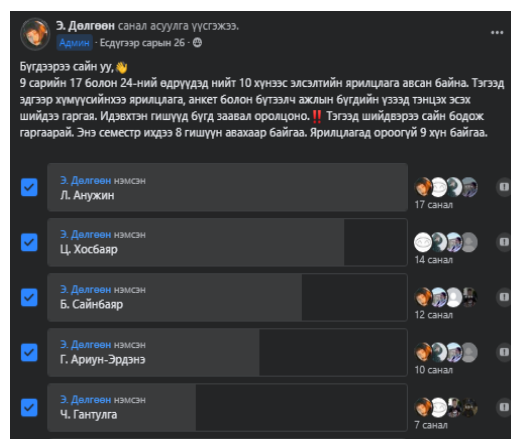 Э. Дөлгөөн санал асуулга үүсгэжээ.
Админ · Есдүгээр сарын 26 ·
Бүгдээрээ сайн уу,👋
9 сарийн 17 болон 24-ний өдрүүдэд нийт 10 хүнээс элсэлтийн ярилцлага авсан байна. Тэгээд
эдгээр хүмүүсийнхээ ярилцлага, анкет болон бүтээлч ажлын бүгдийн үзээд тэнцэх эсэх
шийдээ гаргая. Идэвхтэн гишүүд бүгд заавал оролцоно.‼️ Тэгээд шийдвэрээ сайн бодож
гаргаарай. Энэ семестр ихдээ 8 гишүүн авахаар байгаа. Ярилцлагад ороогүй 9 хүн байгаа.
Э. Дөлгөөн нэмсэн
Л. Анужин
17 санал
Э. Дөлгөөн нэмсэн
Ц. Хосбаяр
14 санал
Э. Дөлгөөн нэмсэн
Б. Сайнбаяр
12 санал
Э. Дөлгөөн нэмсэн
Г. Ариун-Эрдэнэ
10 санал
Э. Дөлгөөн нэмсэн
Ч. Гантулга
7 санал